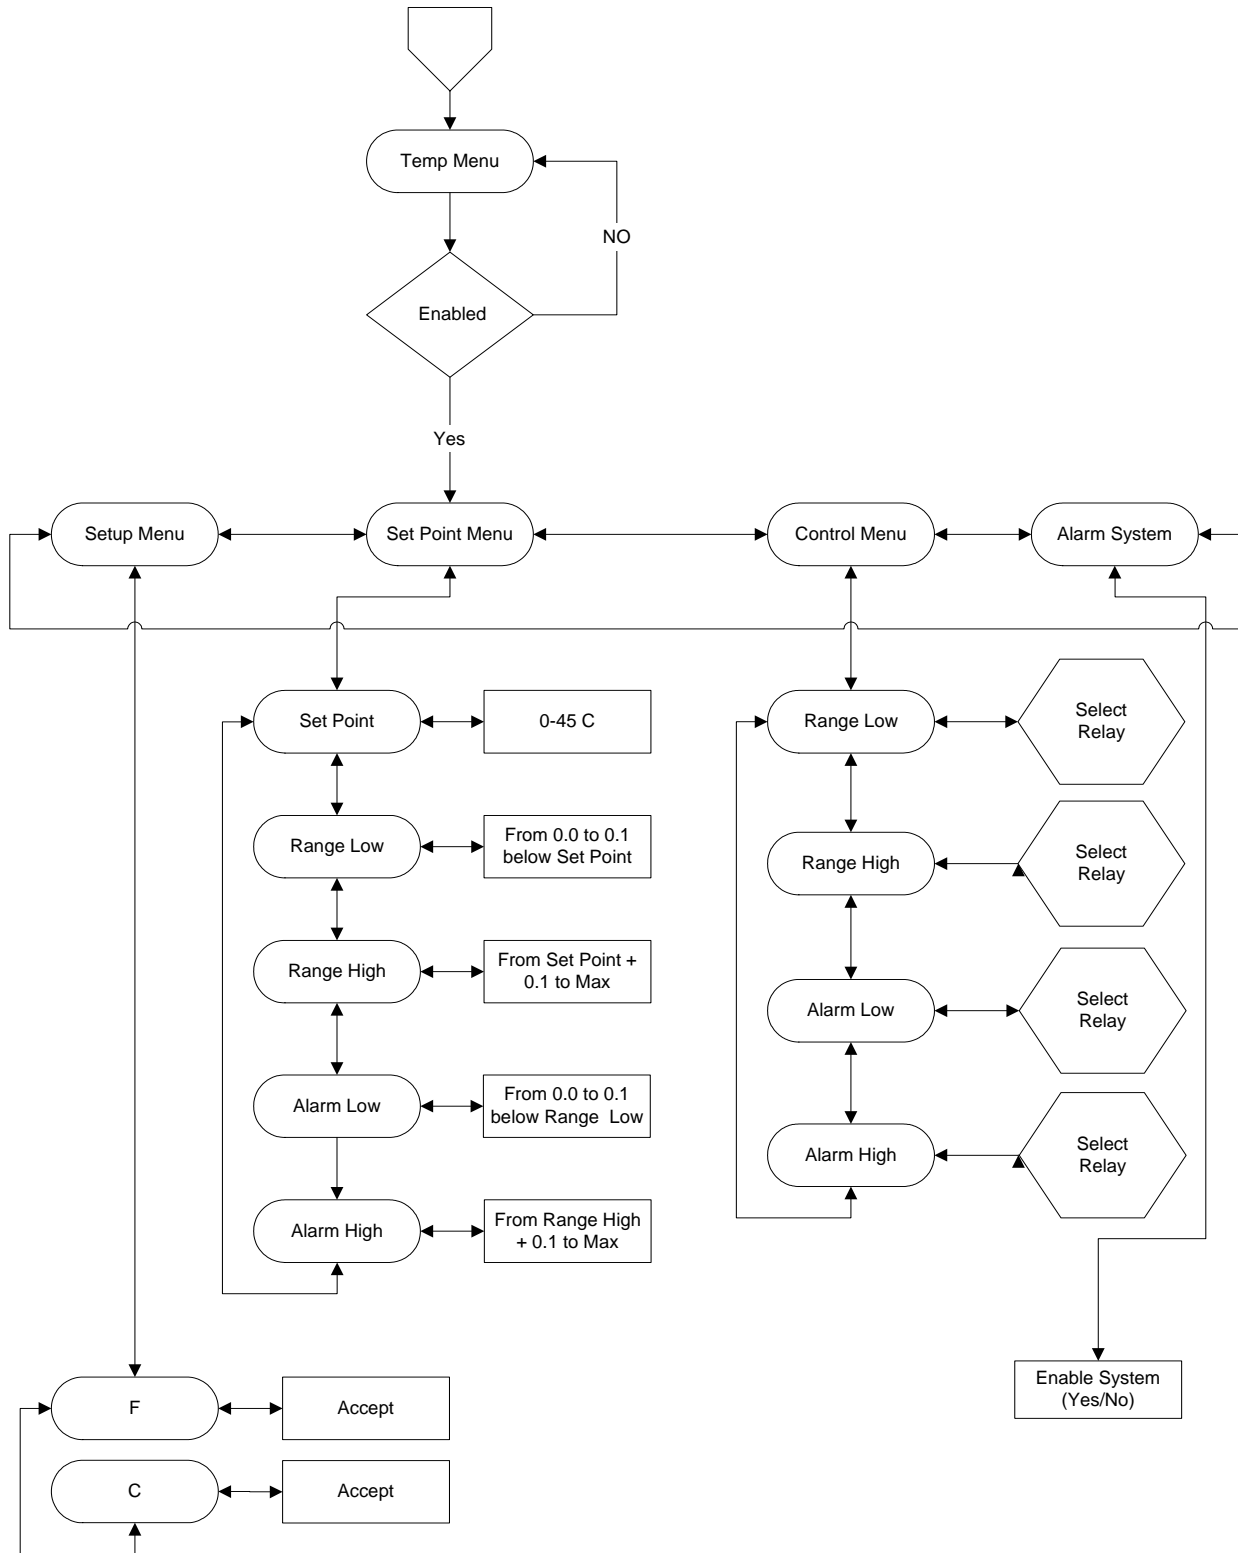 Temp Menu
NO
Enabled
Yes
Setup Menu
Set Point Menu
Control Menu
Alarm System
Set Point
0-45 C
Range Low
From 0.0 to 0.1
below Set Point
Range High
From Set Point +
0.1 to Max
Alarm Low
From 0.0 to 0.1
below Range Low
Alarm High
From Range High
+ 0.1 to Max
Range Low
Select
Relay
Range High
Select
Relay
Alarm Low
Select
Relay
Alarm High
Select
Relay
Enable System
(Yes/No)
F
Accept
C
Accept